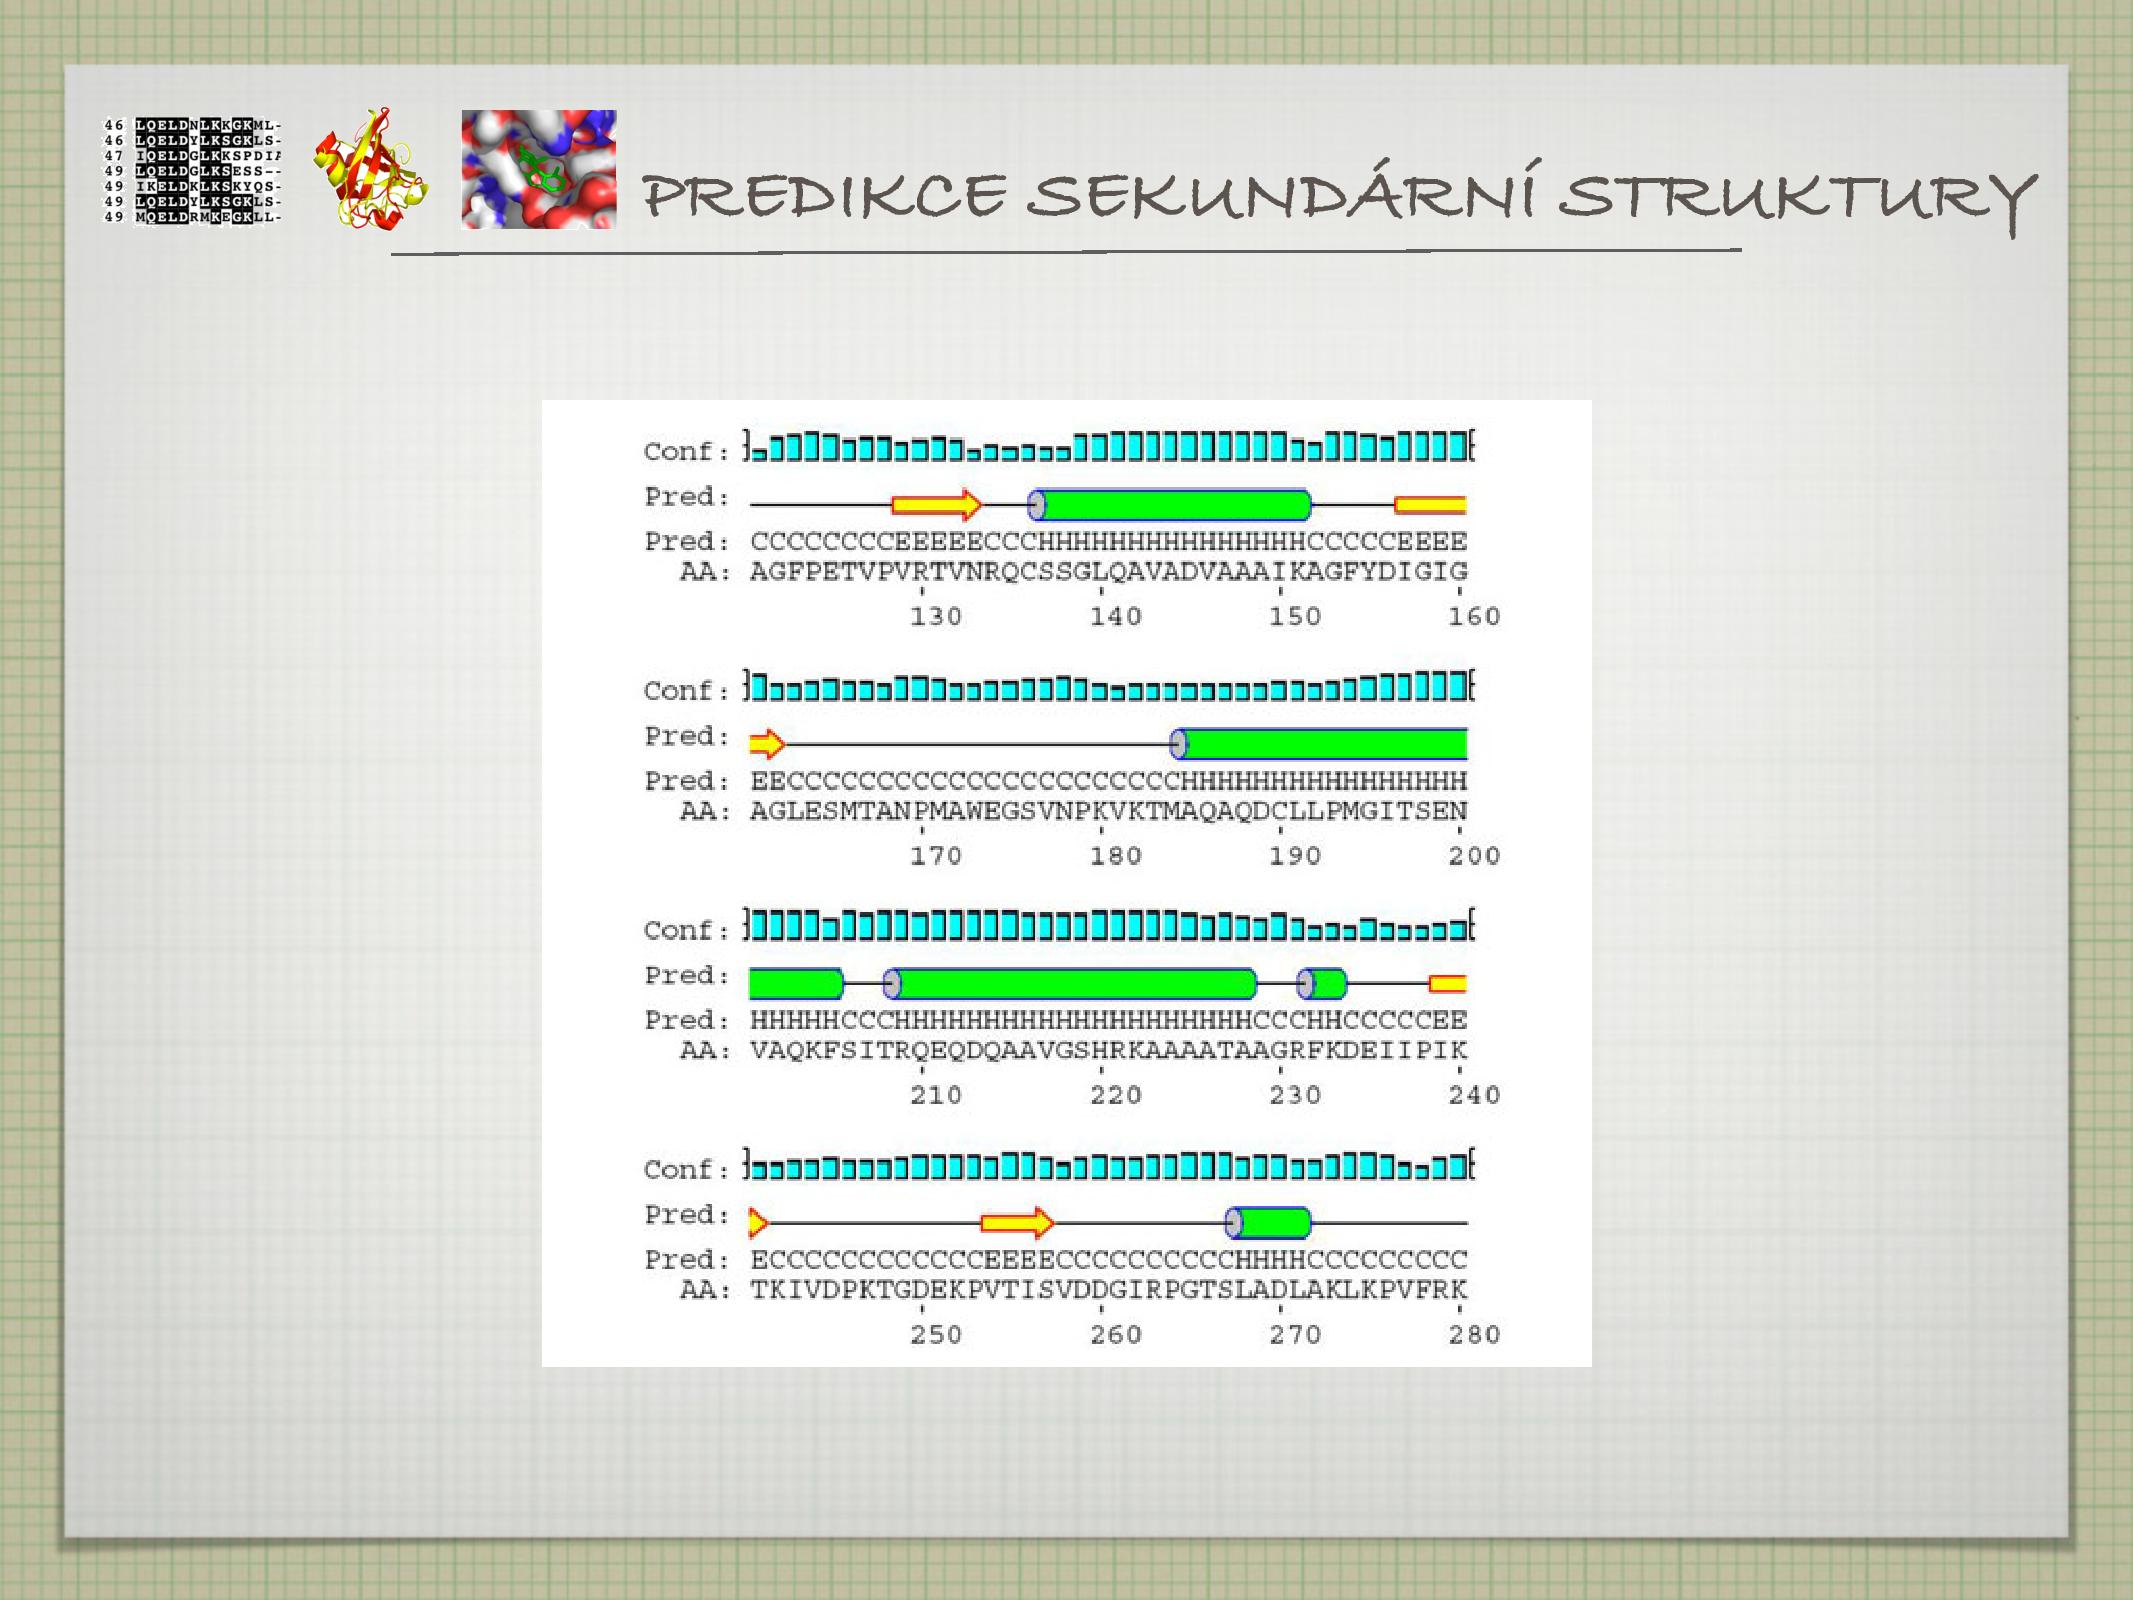 46 LQELDNLKKGKML-
46 LQELDYLKSGKLS-
47 IQELDGLKKSPDIA
49 LQELDGLKSESS--
49 IKELDKLKSKYQS-
49 LQELDYLKSGKLS-
49 MQELDRMKEGKLL-
PREDIKCE SEKUNDÁRNÍ STRUKTURY
Conf:
Pred:
Pred: CCCCCCCCEEEEECCCHHHHHHHHHHHHHHHCCCCCEEEE
AA: AGFPETVPVRTVNRQCSSGLQAVADVAAAIKAGFYDIGIG
130 140 150 160
Conf:
Pred:
Pred: EECCCCCCCCCCCCCCCCCCCCCCHHHHHHHHHHHHHHHH
AA: AGLESMTANPMAWEGSVNPKVKTMAQAQDCLLPMGITSEN
170 180 190 200
Conf:
Pred:
Pred: HHHHHCCCHHHHHHHHHHHHHHHHHHHHCCCHHCCCCCEE
AA: VAQKFSITRQEQDQAAVGSHRKAAAATAAGRFKDEIIPIK
210 220 230 240
Conf:
Pred:
Pred: ECCCCCCCCCCCCEEEECCCCCCCCCCHHHHCCCCCCCCC
AA: TKIVDPKTGDEKPVTISVDDGIRPGTSLADLAKLKPVFRK
250 260 270 280